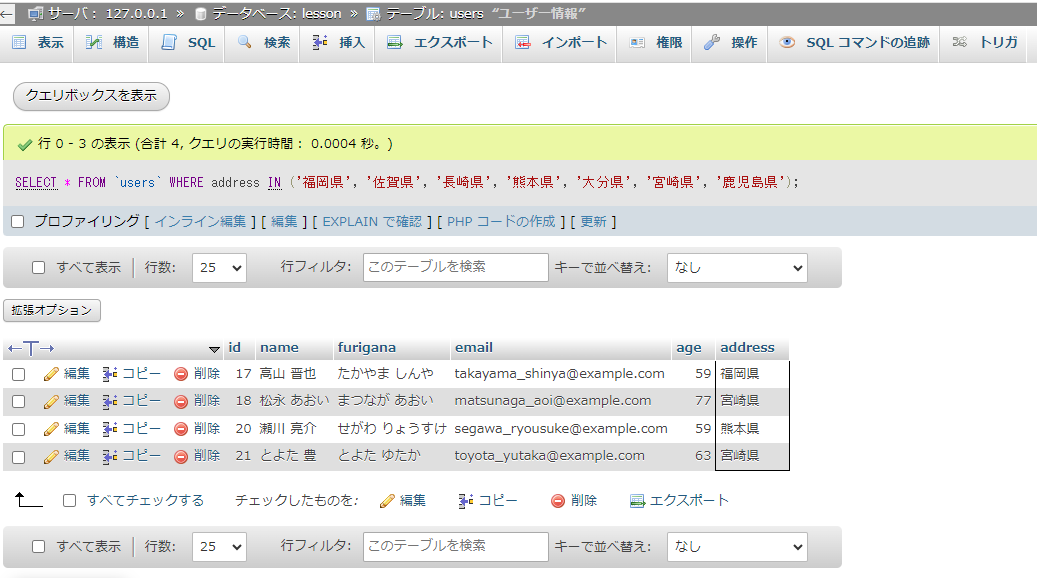 サーバ: 127.0.0.1 » データベース: lesson » テーブル: users “ユーザー情報”
表示 構造 SQL 検索 挿入 エクスポート インポート 権限 操作 SQL コマンドの追跡 トリガ
クエリボックスを表示
行 0 - 3 の表示 (合計 4, クエリの実行時間： 0.0004 秒。)
SELECT * FROM `users` WHERE address IN ('福岡県', '佐賀県', '長崎県', '熊本県', '大分県', '宮崎県', '鹿児島県');
プロファイリング [ インライン編集 ] [ 編集 ] [ EXPLAIN で確認 ] [ PHP コードの作成 ] [ 更新 ]
すべて表示 行数: 25 行フィルタ: このテーブルを検索 キーで並べ替え: なし
拡張オプション
←T→ id name furigana email age address
編集 コピー 削除 17 高山 晋也 たかやま しんや takayama_shinya@example.com 59 福岡県
編集 コピー 削除 18 松永 あおい まつなが あおい matsunaga_aoi@example.com 77 宮崎県
編集 コピー 削除 20 瀬川 亮介 せがわ りょうすけ segawa_ryousuke@example.com 59 熊本県
編集 コピー 削除 21 とよた 豊 とよた ゆたか toyota_yutaka@example.com 63 宮崎県
すべてチェックする チェックしたものを: 編集 コピー 削除 エクスポート
すべて表示 行数: 25 行フィルタ: このテーブルを検索 キーで並べ替え: なし